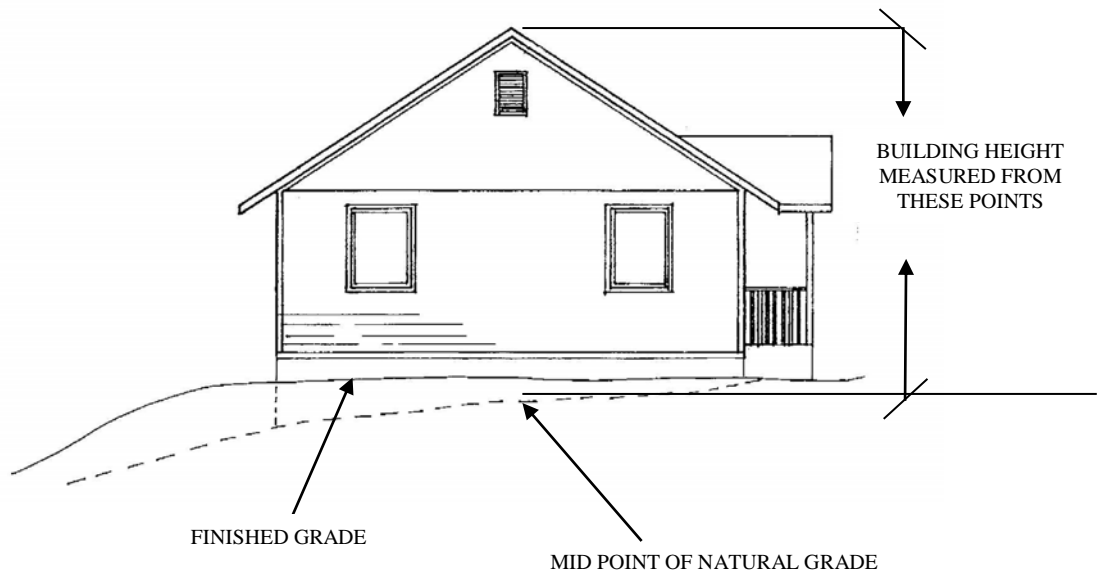 BUILDING HEIGHT
MEASURED FROM
THESE POINTS
FINISHED GRADE
MID POINT OF NATURAL GRADE